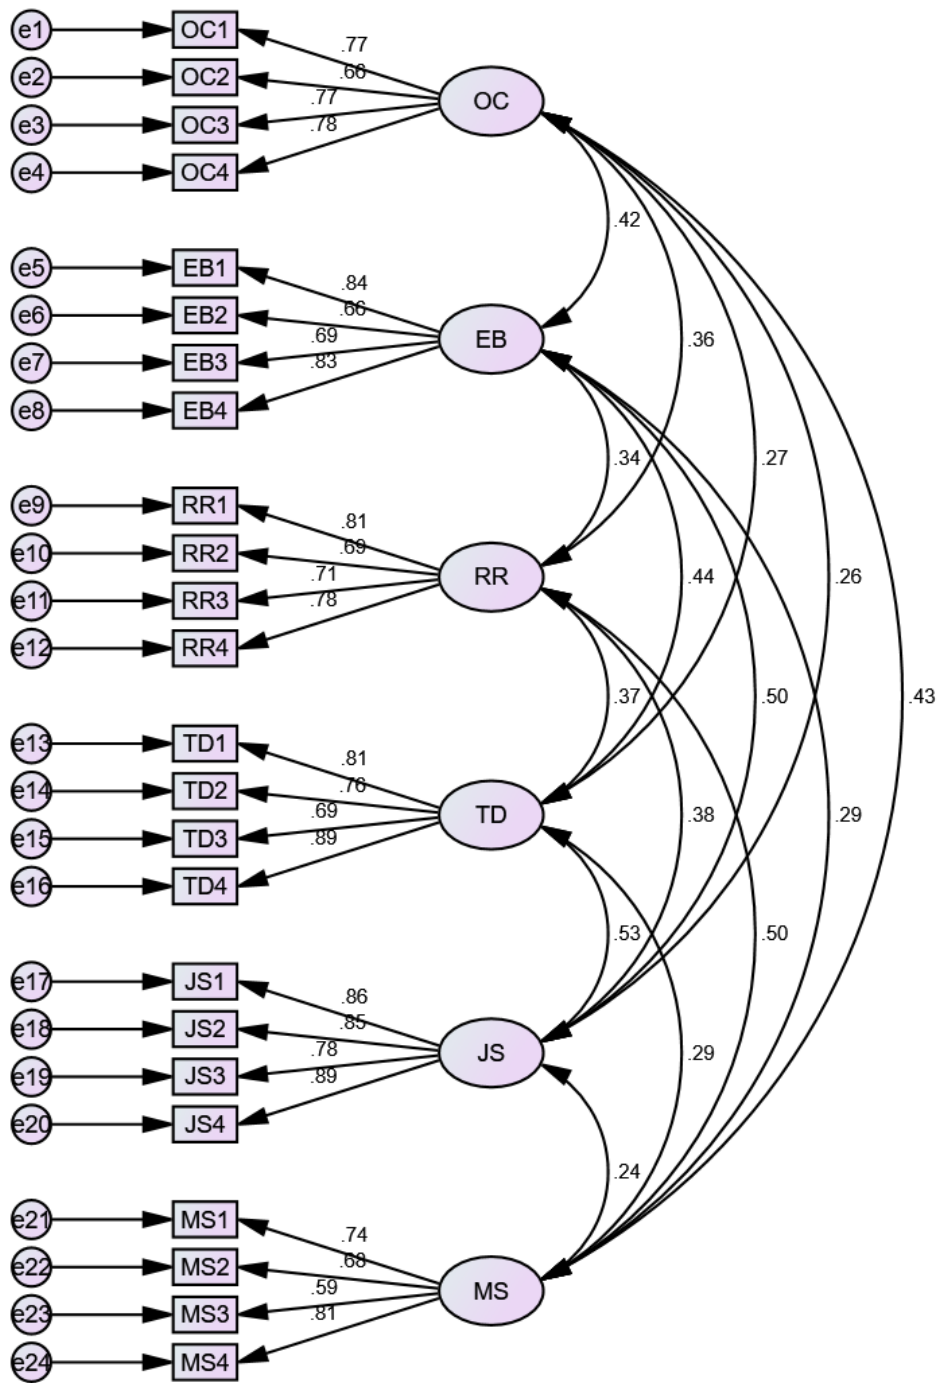 e1 OC1 .77
e2 OC2 .66
OC
e3 OC3 .77
e4 OC4 .78
.42
e5 EB1 .84
e6 EB2 .66
EB .36
e7 EB3 .69
e8 EB4 .83
.34 .27
e9 RR1 .81
e10 RR2 .69
RR .44 .26
e11 RR3 .71
e12 RR4 .78
.37 .50 .43
e13 TD1 .81
e14 TD2 .76
TD .38 .29
e15 TD3 .69
e16 TD4 .89
.53 .50
e17 JS1 .86
e18 JS2 .85
JS .29
e19 JS3 .78
e20 JS4 .89
.24
e21 MS1 .74
e22 MS2 .68
MS
e23 MS3 .59
e24 MS4 .81